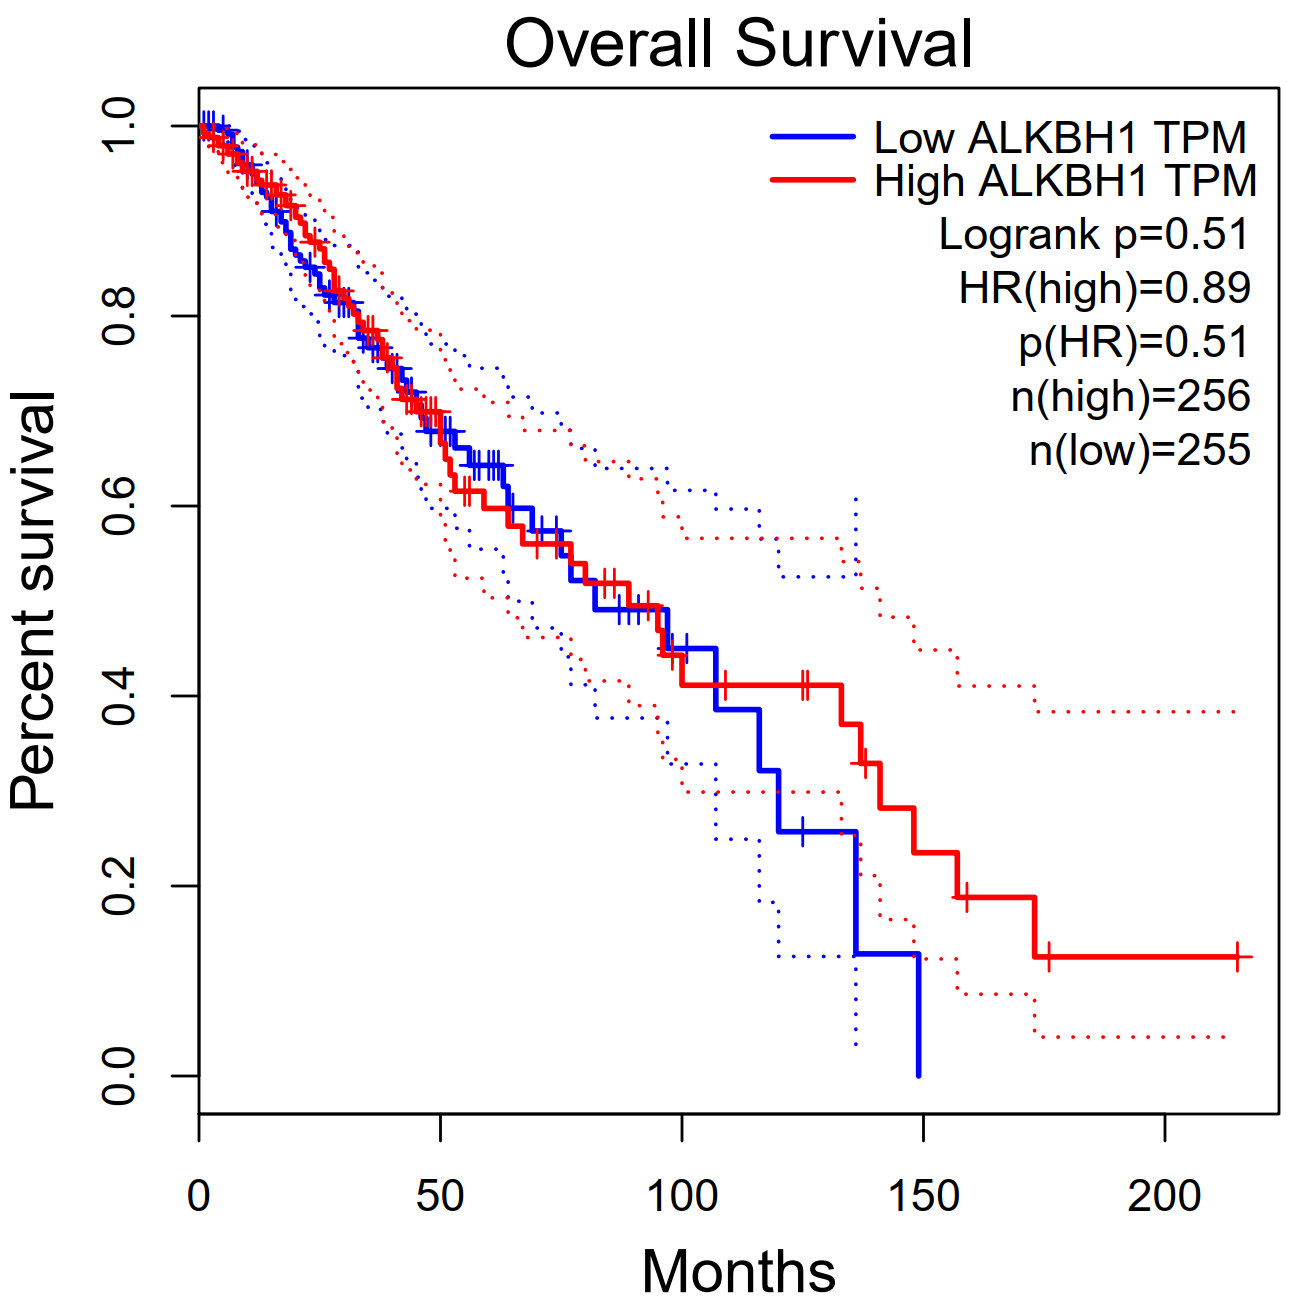 Overall Survival
Low ALKBH1 TPM
High ALKBH1 TPM
Logrank p=0.51
HR(high)=0.89
p(HR)=0.51
n(high)=256
n(low)=255
Percent survival
1.0
0.8
0.6
0.4
0.2
0.0
0 50 100 150 200
Months